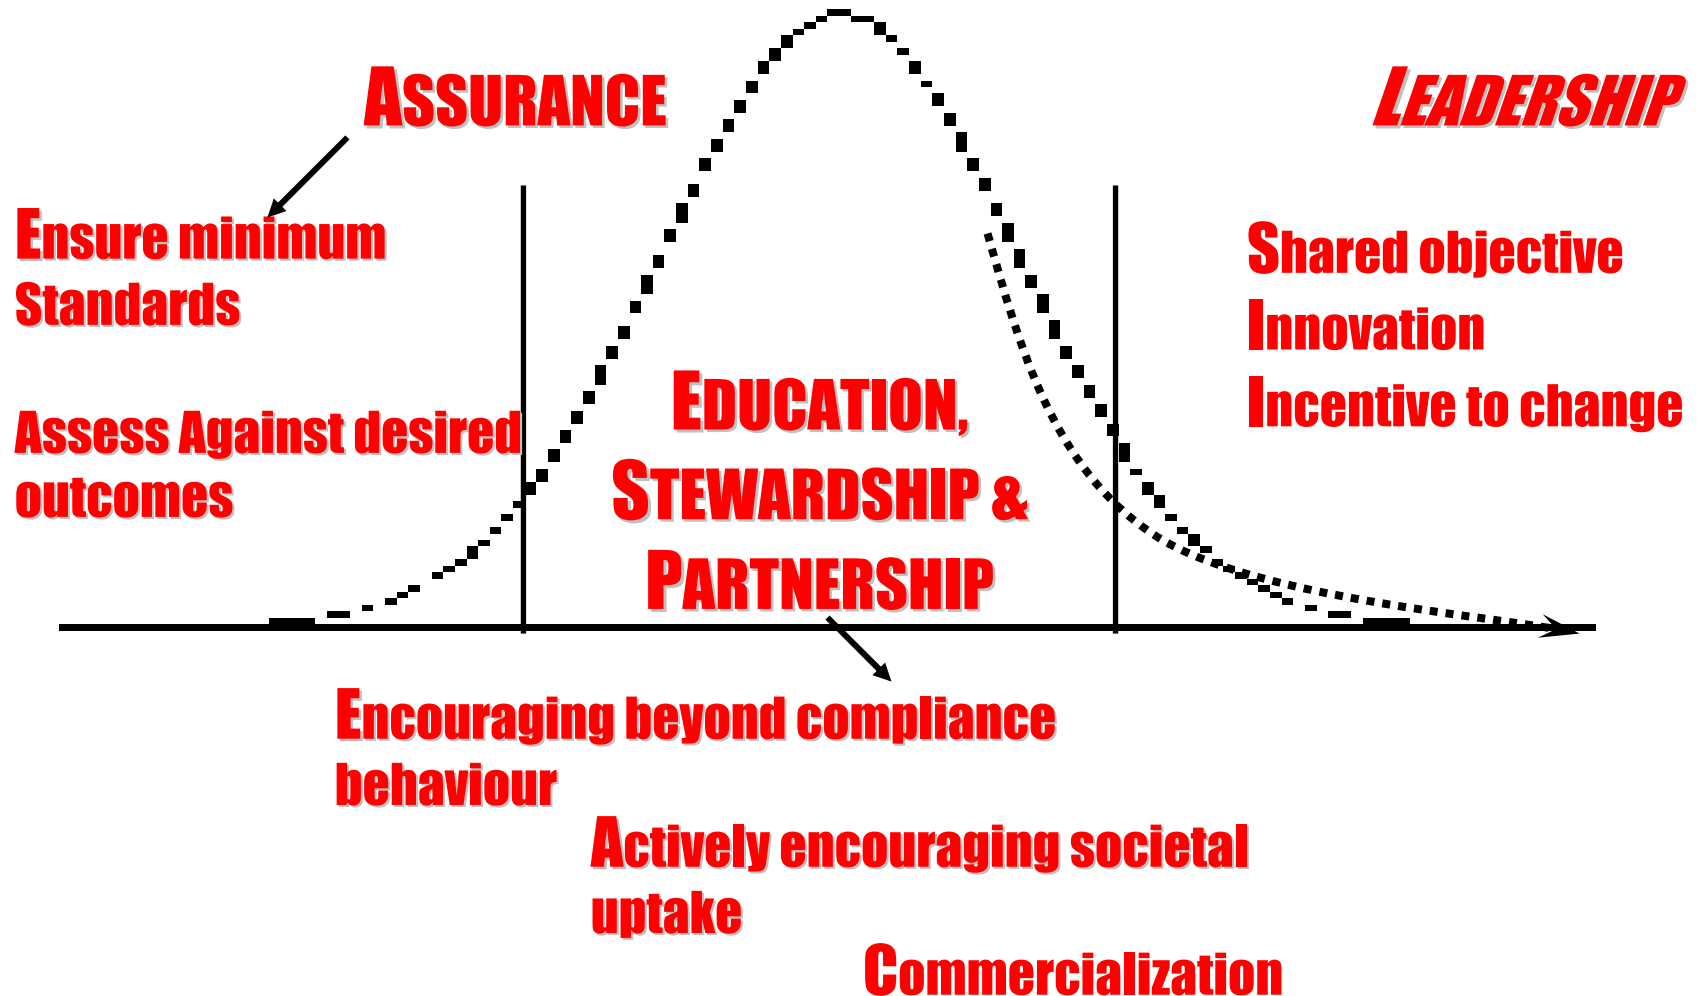 ASSURANCE
LEADERSHIP
Ensure minimum
Standards
Assess Against desired
outcomes
EDUCATION,
STEWARDSHIP &
PARTNERSHIP
Shared objective
Innovation
Incentive to change
Encouraging beyond compliance
behaviour
Actively encouraging societal
uptake
Commercialization